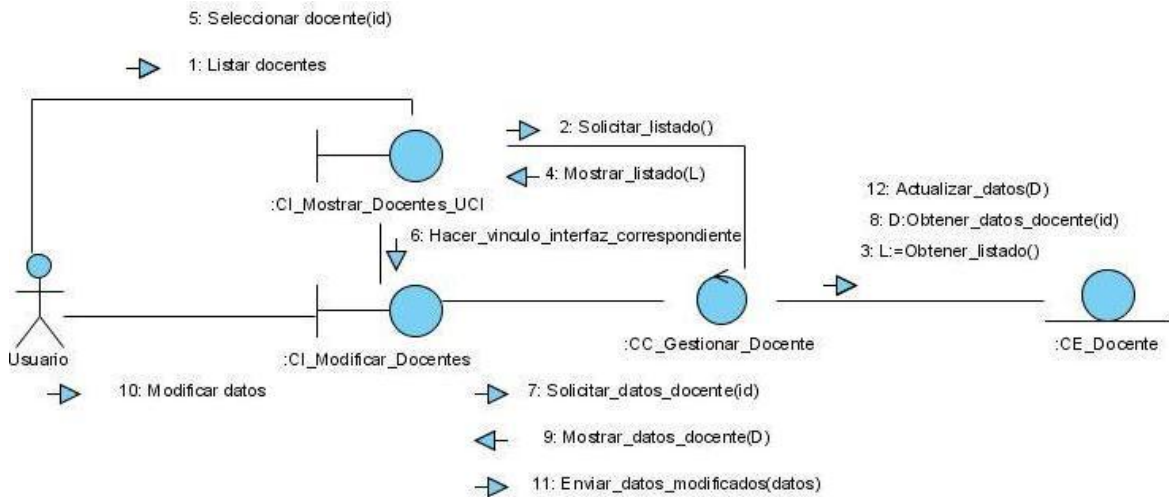 5: Seleccionar docente(id)
1: Listar docentes
2: Solicitar_listado()
4: Mostrar_listado(L)
:CI_Mostrar_Docentes_UCI
12: Actualizar_datos(D)
8: D:Obtener_datos_docente(id)
3: L:=Obtener_listado()
6: Hacer_vinculo_interfaz_correspondiente
Usuario
:CI_Modificar_Docentes
:CC_Gestionar_Docente
:CE_Docente
10: Modificar datos
7: Solicitar_datos_docente(id)
9: Mostrar_datos_docente(D)
11: Enviar_datos_modificados(datos)